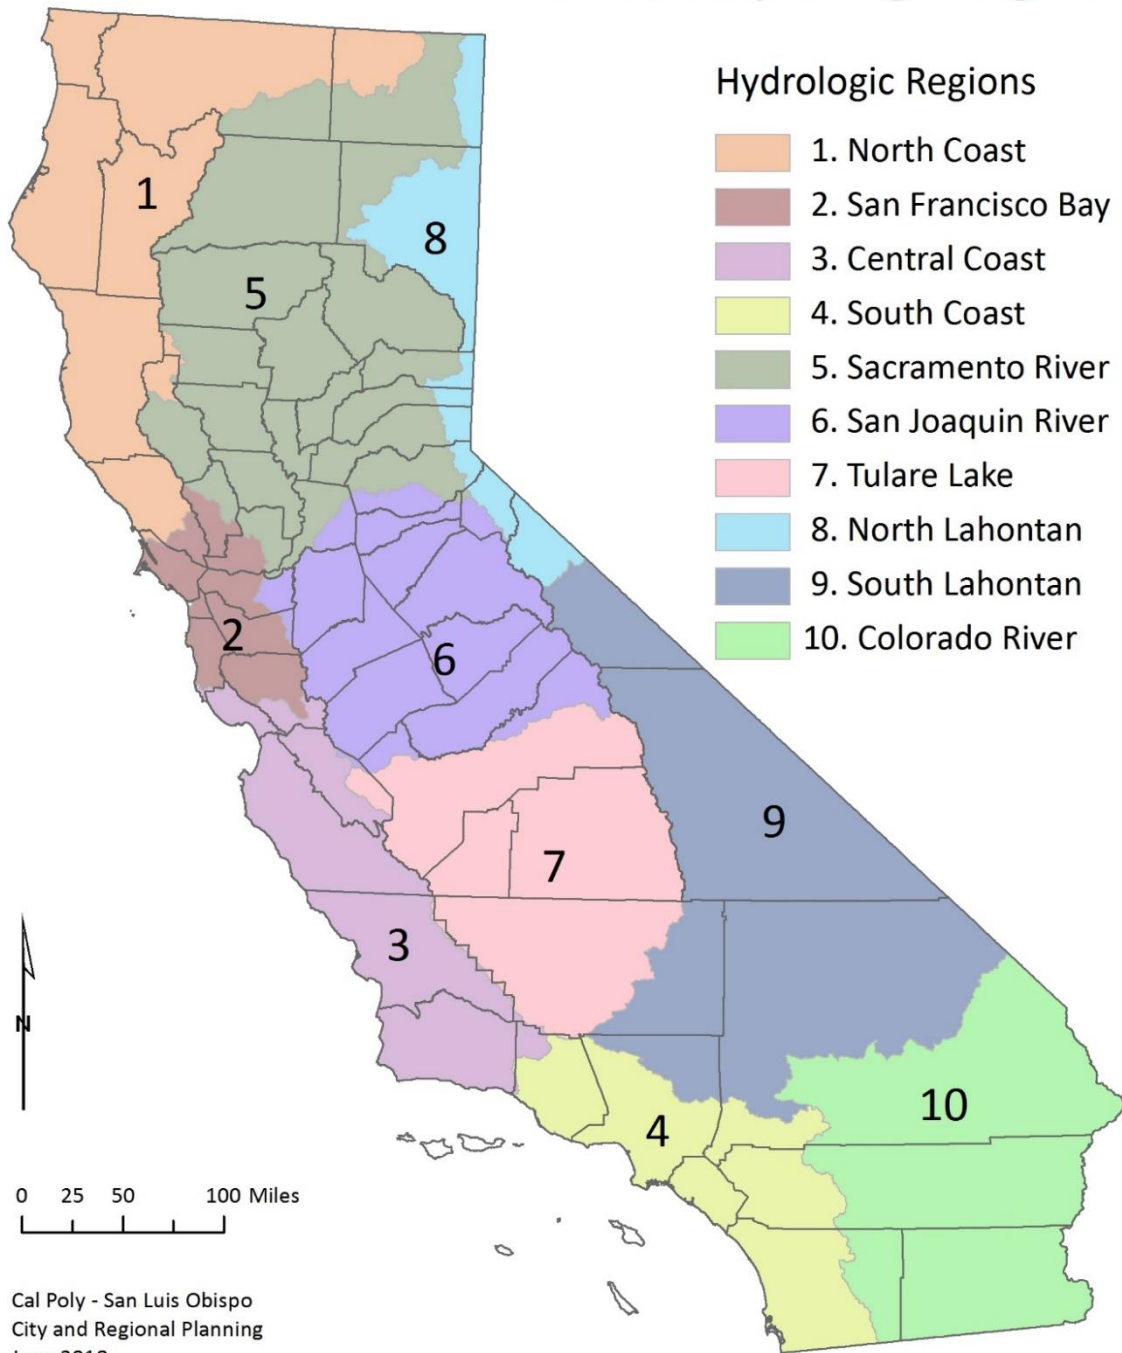 Hydrologic Regions
1. North Coast
2. San Francisco Bay
3. Central Coast
4. South Coast
5. Sacramento River
6. San Joaquin River
7. Tulare Lake
8. North Lahontan
9. South Lahontan
10. Colorado River
1
8
5
2
6
9
7
3
10
4
N
0 25 50 100 Miles
Cal Poly - San Luis Obispo
City and Regional Planning